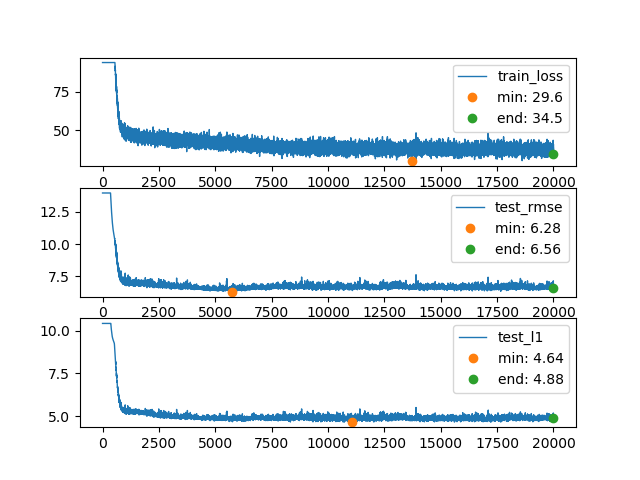 75
50
train_loss
min: 29.6
end: 34.5
0 2500 5000 7500 10000 12500 15000 17500 20000
12.5
10.0
7.5
test_rmse
min: 6.28
end: 6.56
0 2500 5000 7500 10000 12500 15000 17500 20000
10.0
7.5
5.0
test_l1
min: 4.64
end: 4.88
0 2500 5000 7500 10000 12500 15000 17500 20000